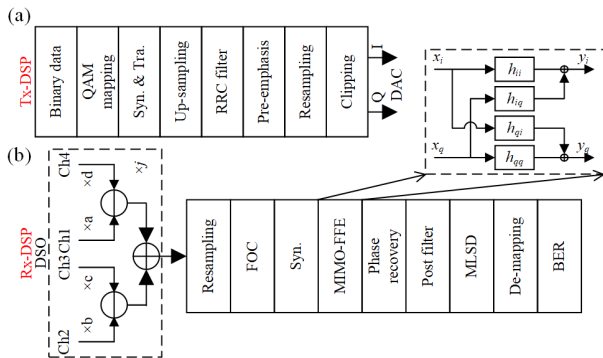 (a)
Tx-DSP
Binary data
QAM
mapping
Syn. & Tra.
Up-sampling
RRC filter
Pre-emphasis
Resampling
Clipping
I
Q
DAC
x_i
h_ii
y_i
h_iq
h_qi
x_q
h_qq
y_q
(b)
Rx-DSP
DSO
Ch4
×d
×j
×a
Ch1
Ch3
×c
×b
Ch2
Resampling
FOC
Syn.
MIMO-FFE
Phase
recovery
Post filter
MLSD
De-mapping
BER